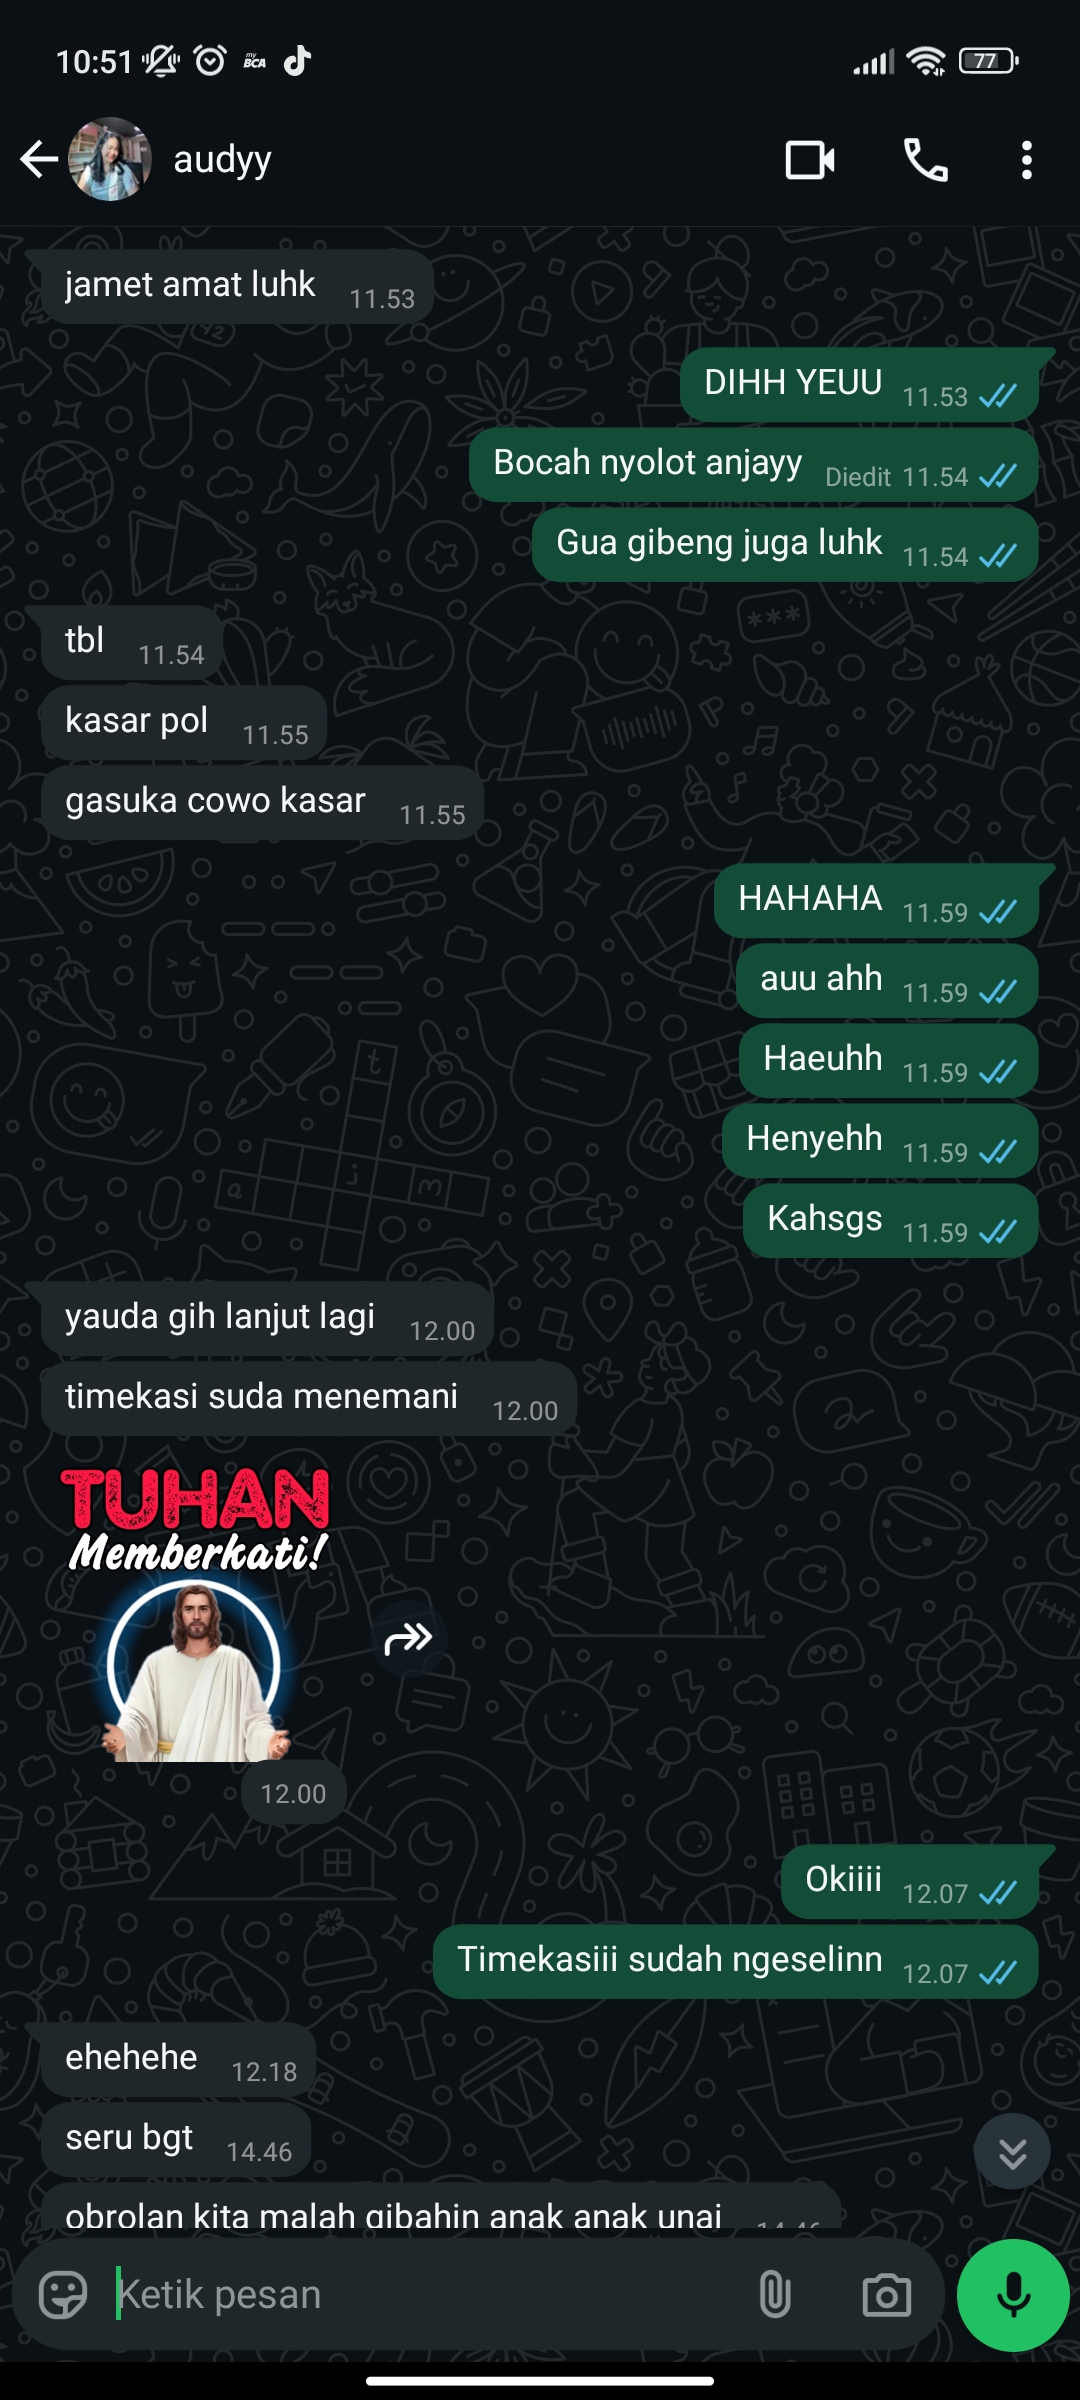 10:51
my
BCA
77
audyy
jamet amat luhk 11.53
DIHH YEUU 11.53
Bocah nyolot anjayy Diedit 11.54
Gua gibeng juga luhk 11.54
tbl 11.54
kasar pol 11.55
gasuka cowo kasar 11.55
HAHAHA 11.59
auu ahh 11.59
Haeuhh 11.59
Henyehh 11.59
Kahsgs 11.59
yauda gih lanjut lagi 12.00
timekasi suda menemani 12.00
TUHAN
Memberkati!
12.00
Okiiii 12.07
Timekasiii sudah ngeselinn 12.07
ehehehe 12.18
seru bgt 14.46
obrolan kita malah gibahin anak anak unai 14.46
Ketik pesan